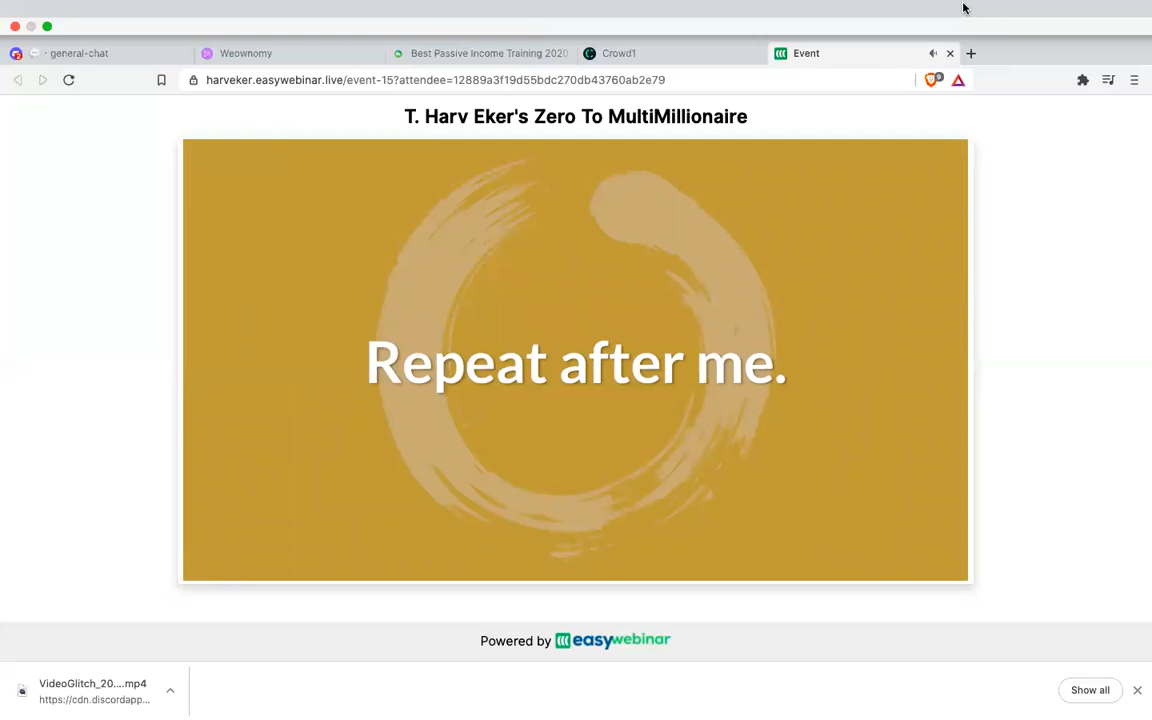 general-chat
Weownomy
Best Passive Income Training 2020
Crowd1
Event
harveker.easywebinar.live/event-15?attendee=12889a3f19d55bdc270db43760ab2e79
T. Harv Eker's Zero To MultiMillionaire
Repeat after me.
Powered by easywebinar
VideoGlitch_20....mp4
https://cdn.discordapp...
Show all